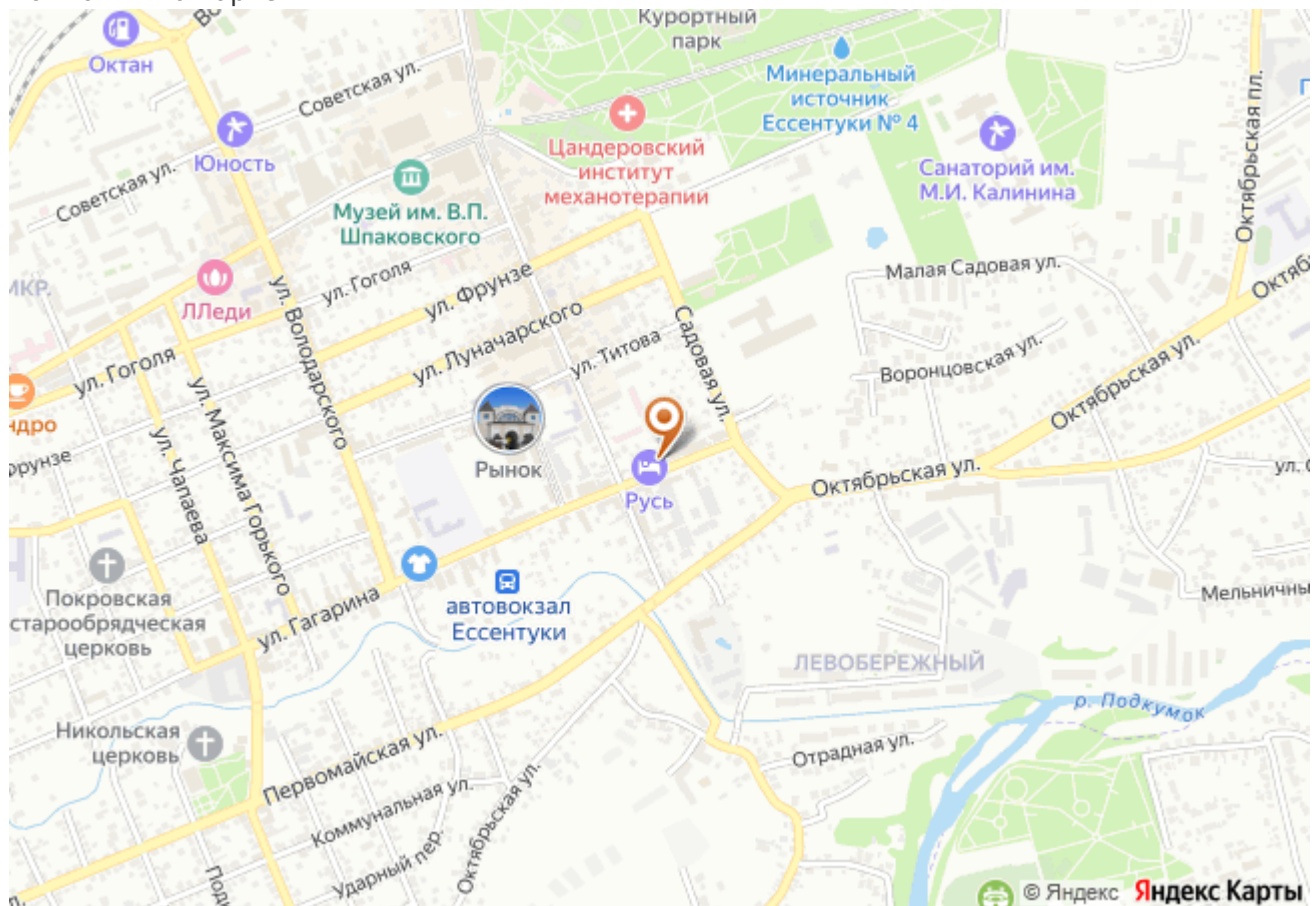 Курортный
парк
Октан
Советская ул.
Минеральный
источник
Ессентуки № 4
Октябрьская пл.
Юность
Цандеровский
институт
механотерапии
Санаторий им.
М.И. Калинина
Советская ул.
Музей им. В.П.
Шпаковского
МКР.
ЛЛеди
ул. Гоголя
ул. Фрунзе
Малая Садовая ул.
ул. Володарского
ул. Луначарского
ул. Титова
Садовая ул.
Воронцовская ул.
Октябрьская ул.
ул. Гоголя
ндро
ул. Максима Горького
ул. Чапаева
Рынок
Русь
Октябрьская ул.
Покровская
старообрядческая
церковь
ул. Гагарина
автовокзал
Ессентуки
ЛЕВОБЕРЕЖНЫЙ
р. Подкумок
Никольская
церковь
Первомайская ул.
Отрадная ул.
Коммунальная ул.
Ударный пер.
Октябрьская ул.
© Яндекс Яндекс Карты